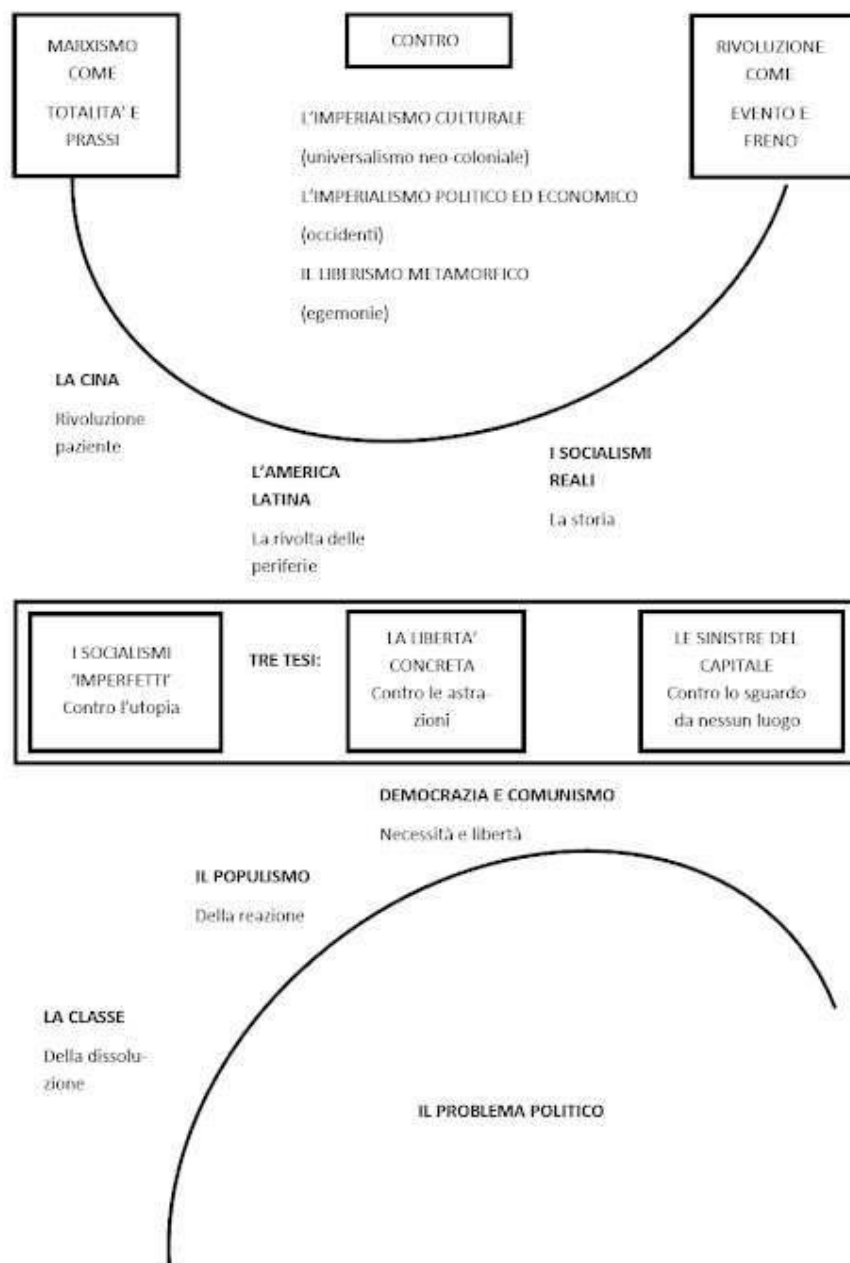 MARXISMO
COME
TOTALITA' E
PRASSI
CONTRO
RIVOLUZIONE
COME
EVENTO E
FRENO
L'IMPERIALISMO CULTURALE
(universalismo neo-coloniale)
L'IMPERIALISMO POLITICO ED ECONOMICO
(occidenti)
IL LIBERISMO METAMORFICO
(egemonie)
LA CINA
Rivoluzione
paziente
L'AMERICA
LATINA
La rivolta delle
periferie
I SOCIALISMI
REALI
La storia
I SOCIALISMI
'IMPERFETTI'
Contro l'utopia
TRE TESI:
LA LIBERTA'
CONCRETA
Contro le astra-
zioni
LE SINISTRE DEL
CAPITALE
Contro lo sguardo
da nessun luogo
DEMOCRAZIA E COMUNISMO
Necessità e libertà
IL POPULISMO
Della reazione
LA CLASSE
Della dissolu-
zione
IL PROBLEMA POLITICO